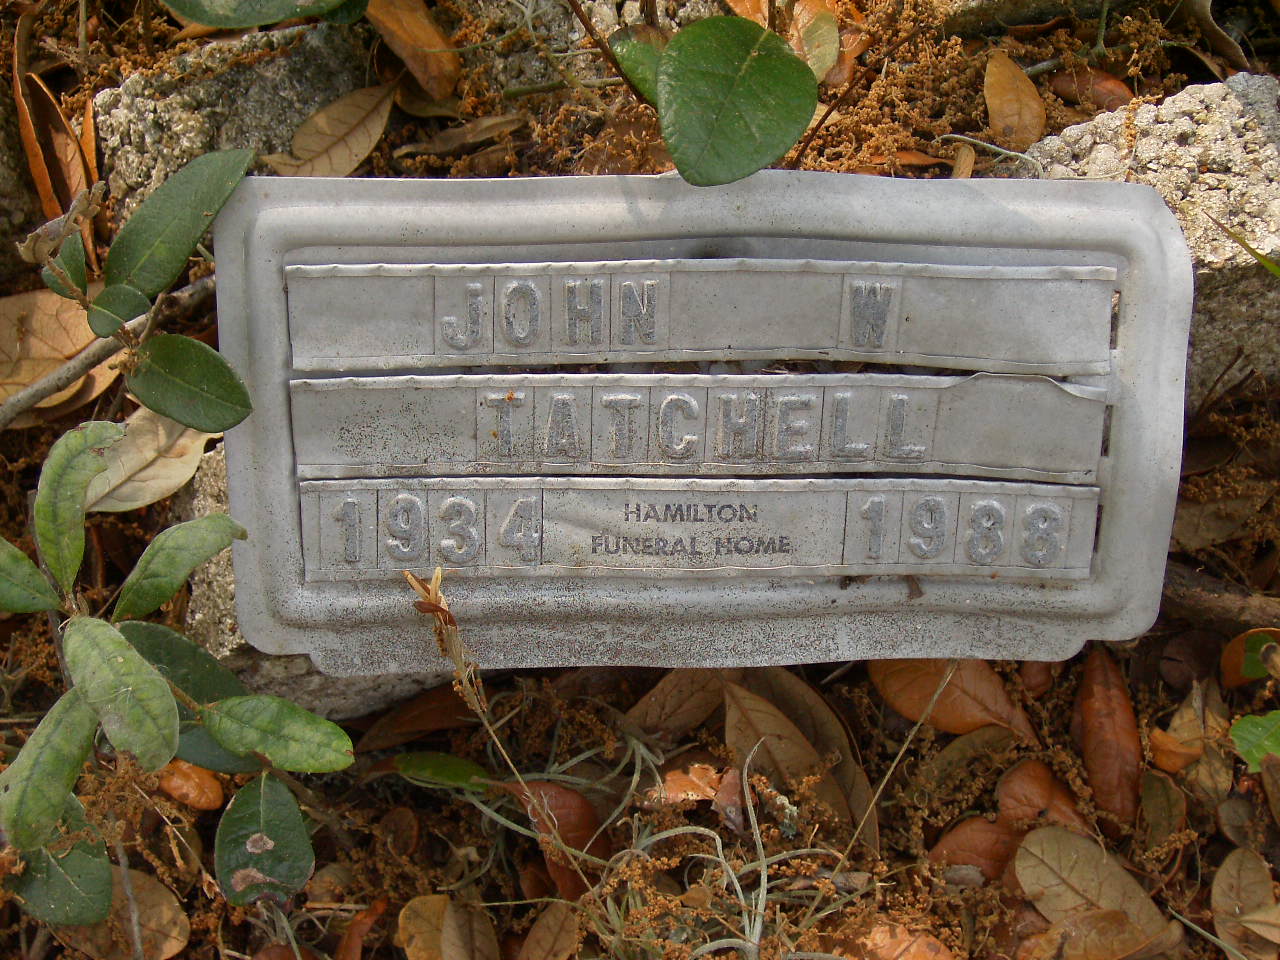 JOHN W
TATCHELL
1934 HAMILTON FUNERAL HOME 1988